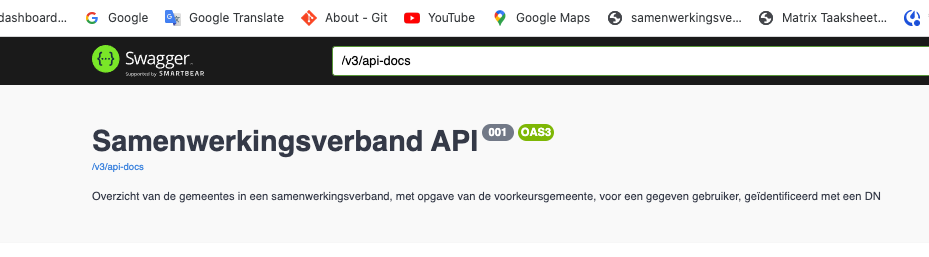 dashboard... Google Google Translate About - Git YouTube Google Maps samenwerkingsve... Matrix Taaksheet...
{··} Swagger
Supported by SMARTBEAR
/v3/api-docs
Samenwerkingsverband API 001 OAS3
/v3/api-docs
Overzicht van de gemeentes in een samenwerkingsverband, met opgave van de voorkeursgemeente, voor een gegeven gebruiker, geïdentificeerd met een DN